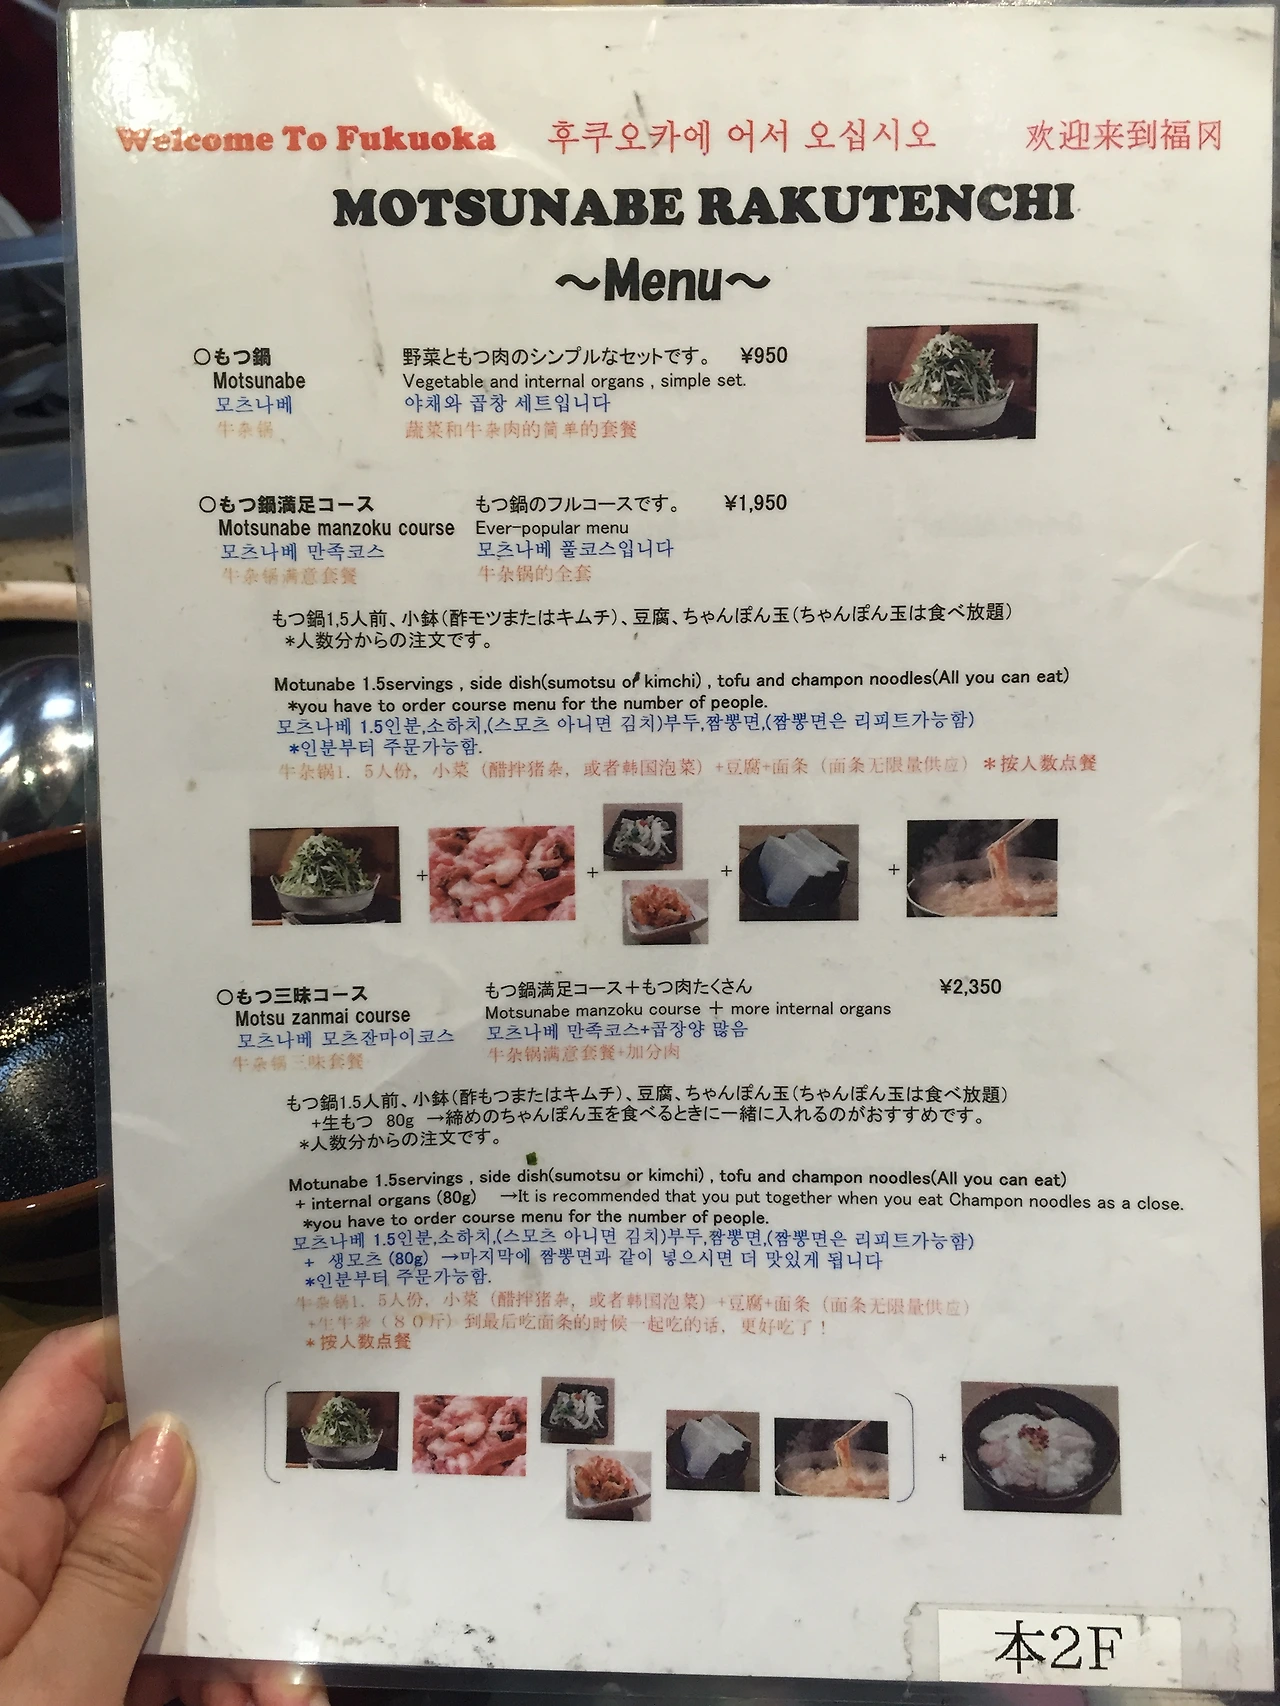 Welcome To Fukuoka 후쿠오카에 어서 오십시오 欢迎来到福冈
MOTSUNABE RAKUTENCHI
～Menu～
○もつ鍋 野菜ともつ肉のシンプルなセットです。 ¥950
Motsunabe Vegetable and internal organs , simple set.
모츠나베 야채와 곱창 세트입니다
牛杂锅 蔬菜和牛杂肉的简单的套餐
○もつ鍋満足コース もつ鍋のフルコースです。 ¥1,950
Motsunabe manzoku course Ever-popular menu
모츠나베 만족코스 모츠나베 풀코스입니다
牛杂锅满意套餐 牛杂锅的全套
もつ鍋1,5人前、小鉢(酢モツまたはキムチ)、豆腐、ちゃんぽん玉(ちゃんぽん玉は食べ放題)
*人数分からの注文です。
Motunabe 1.5servings , side dish(sumotsu or kimchi) , tofu and champon noodles(All you can eat)
*you have to order course menu for the number of people.
모츠나베 1.5인분,소하치,(스모츠 아니면 김치)부두,짬뽕면,(짬뽕면은 리피트가능함)
*인분부터 주문가능함.
牛杂锅1．5人份，小菜（醋拌猪杂，或者韩国泡菜）+豆腐+面条（面条无限量供应）＊按人数点餐
+ + + +
○もつ三味コース もつ鍋満足コース＋もつ肉たくさん ¥2,350
Motsu zanmai course Motsunabe manzoku course ＋ more internal organs
모츠나베 모츠잔마이코스 모츠나베 만족코스+곱장양 많음
牛杂锅三味套餐 牛杂锅满意套餐+加分肉
もつ鍋1.5人前、小鉢(酢もつまたはキムチ)、豆腐、ちゃんぽん玉(ちゃんぽん玉は食べ放題)
+生もつ 80g →締めのちゃんぽん玉を食べるときに一緒に入れるのがおすすめです。
*人数分からの注文です。
Motunabe 1.5servings , side dish(sumotsu or kimchi) , tofu and champon noodles(All you can eat)
+ internal organs (80g) →It is recommended that you put together when you eat Champon noodles as a close.
*you have to order course menu for the number of people.
모츠나베 1.5인분,소하치,(스모츠 아니면 김치)부두,짬뽕면,(짬뽕면은 리피트가능함)
+ 생모츠 (80g) →마지막에 짬뽕면과 같이 넣으시면 더 맛있게 됩니다
*인분부터 주문가능함.
牛杂锅1．5人份，小菜（醋拌猪杂，或者韩国泡菜）+豆腐+面条（面条无限量供应）
+生牛杂（８０斤）到最后吃面条的时候一起吃的话，更好吃了！
＊按人数点餐
+
本2F